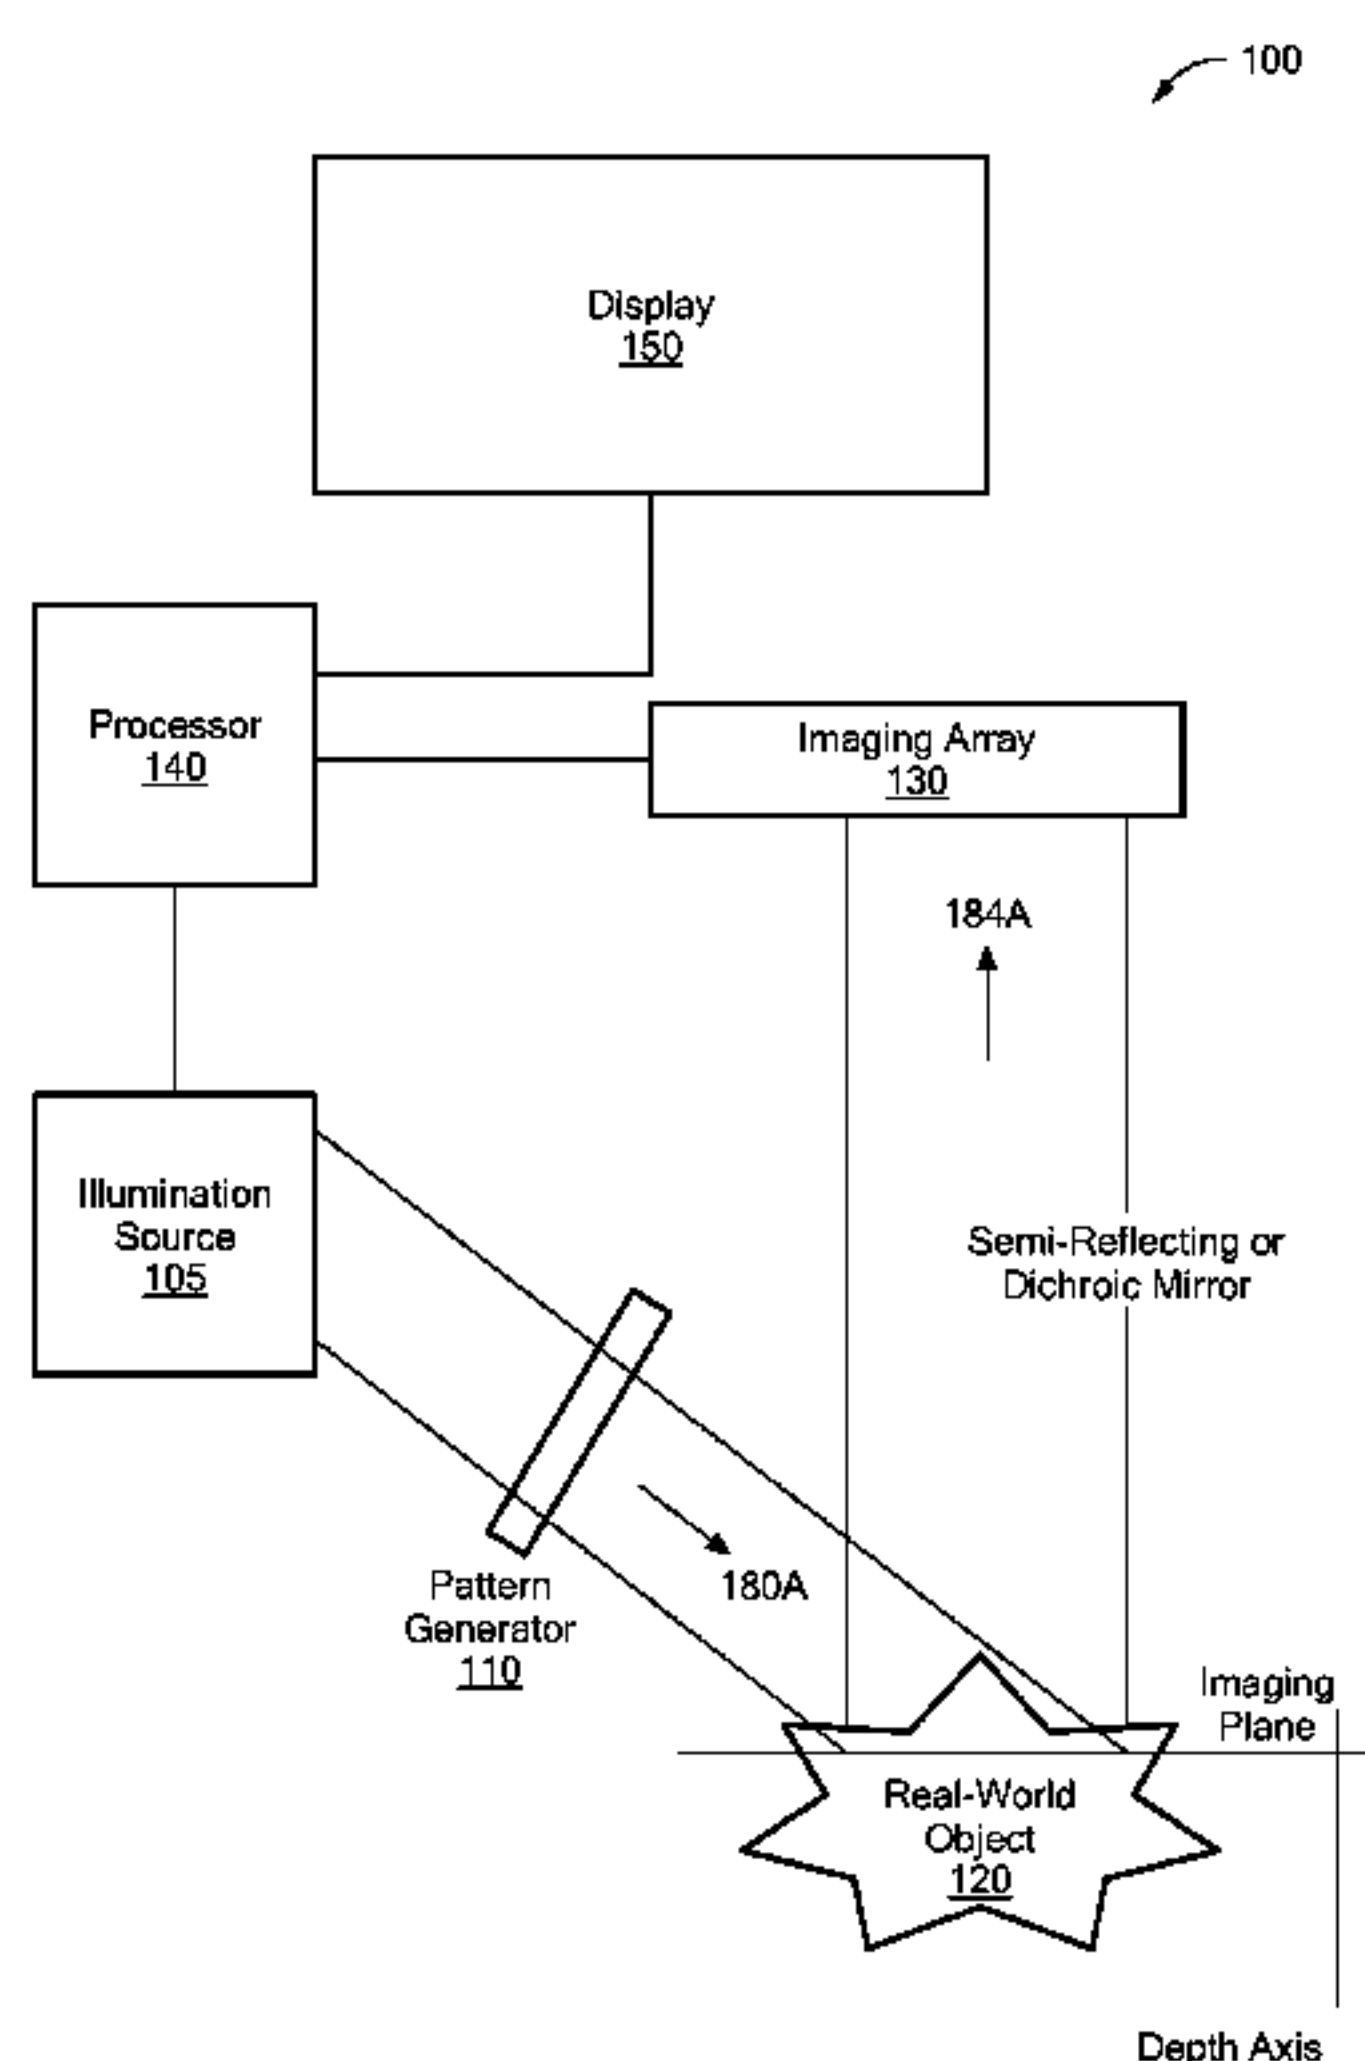 100
Display
150
Processor
140
Imaging Array
130
184A
Illumination
Source
105
Semi-Reflecting or
Dichroic Mirror
180A
Pattern
Generator
110
Imaging
Plane
Real-World
Object
120
Depth Axis